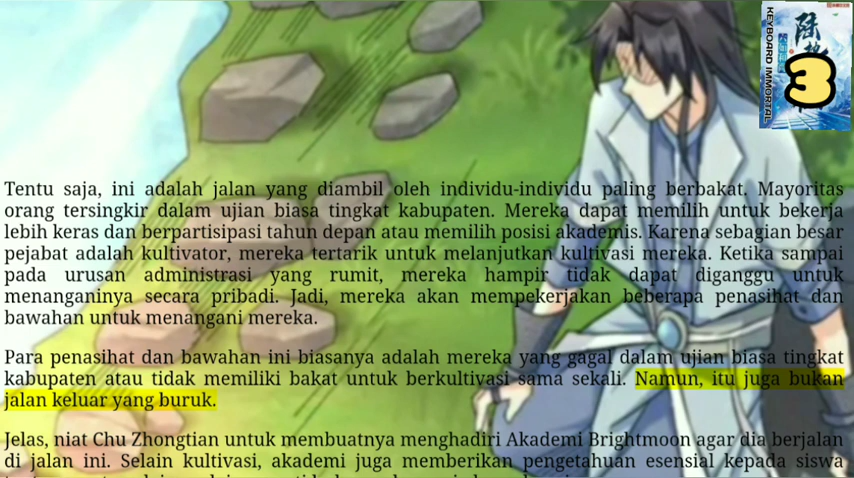 陆
KEYBOARD IMMORTAL
3
Tentu saja, ini adalah jalan yang diambil oleh individu-individu paling berbakat. Mayoritas
orang tersingkir dalam ujian biasa tingkat kabupaten. Mereka dapat memilih untuk bekerja
lebih keras dan berpartisipasi tahun depan atau memilih posisi akademis. Karena sebagian besar
pejabat adalah kultivator, mereka tertarik untuk melanjutkan kultivasi mereka. Ketika sampai
pada urusan administrasi yang rumit, mereka hampir tidak dapat diganggu untuk
menanganinya secara pribadi. Jadi, mereka akan mempekerjakan beberapa penasihat dan
bawahan untuk menangani mereka.
Para penasihat dan bawahan ini biasanya adalah mereka yang gagal dalam ujian biasa tingkat
kabupaten atau tidak memiliki bakat untuk berkultivasi sama sekali. Namun, itu juga bukan
jalan keluar yang buruk.
Jelas, niat Chu Zhongtian untuk membuatnya menghadiri Akademi Brightmoon agar dia berjalan
di jalan ini. Selain kultivasi, akademi juga memberikan pengetahuan esensial kepada siswa